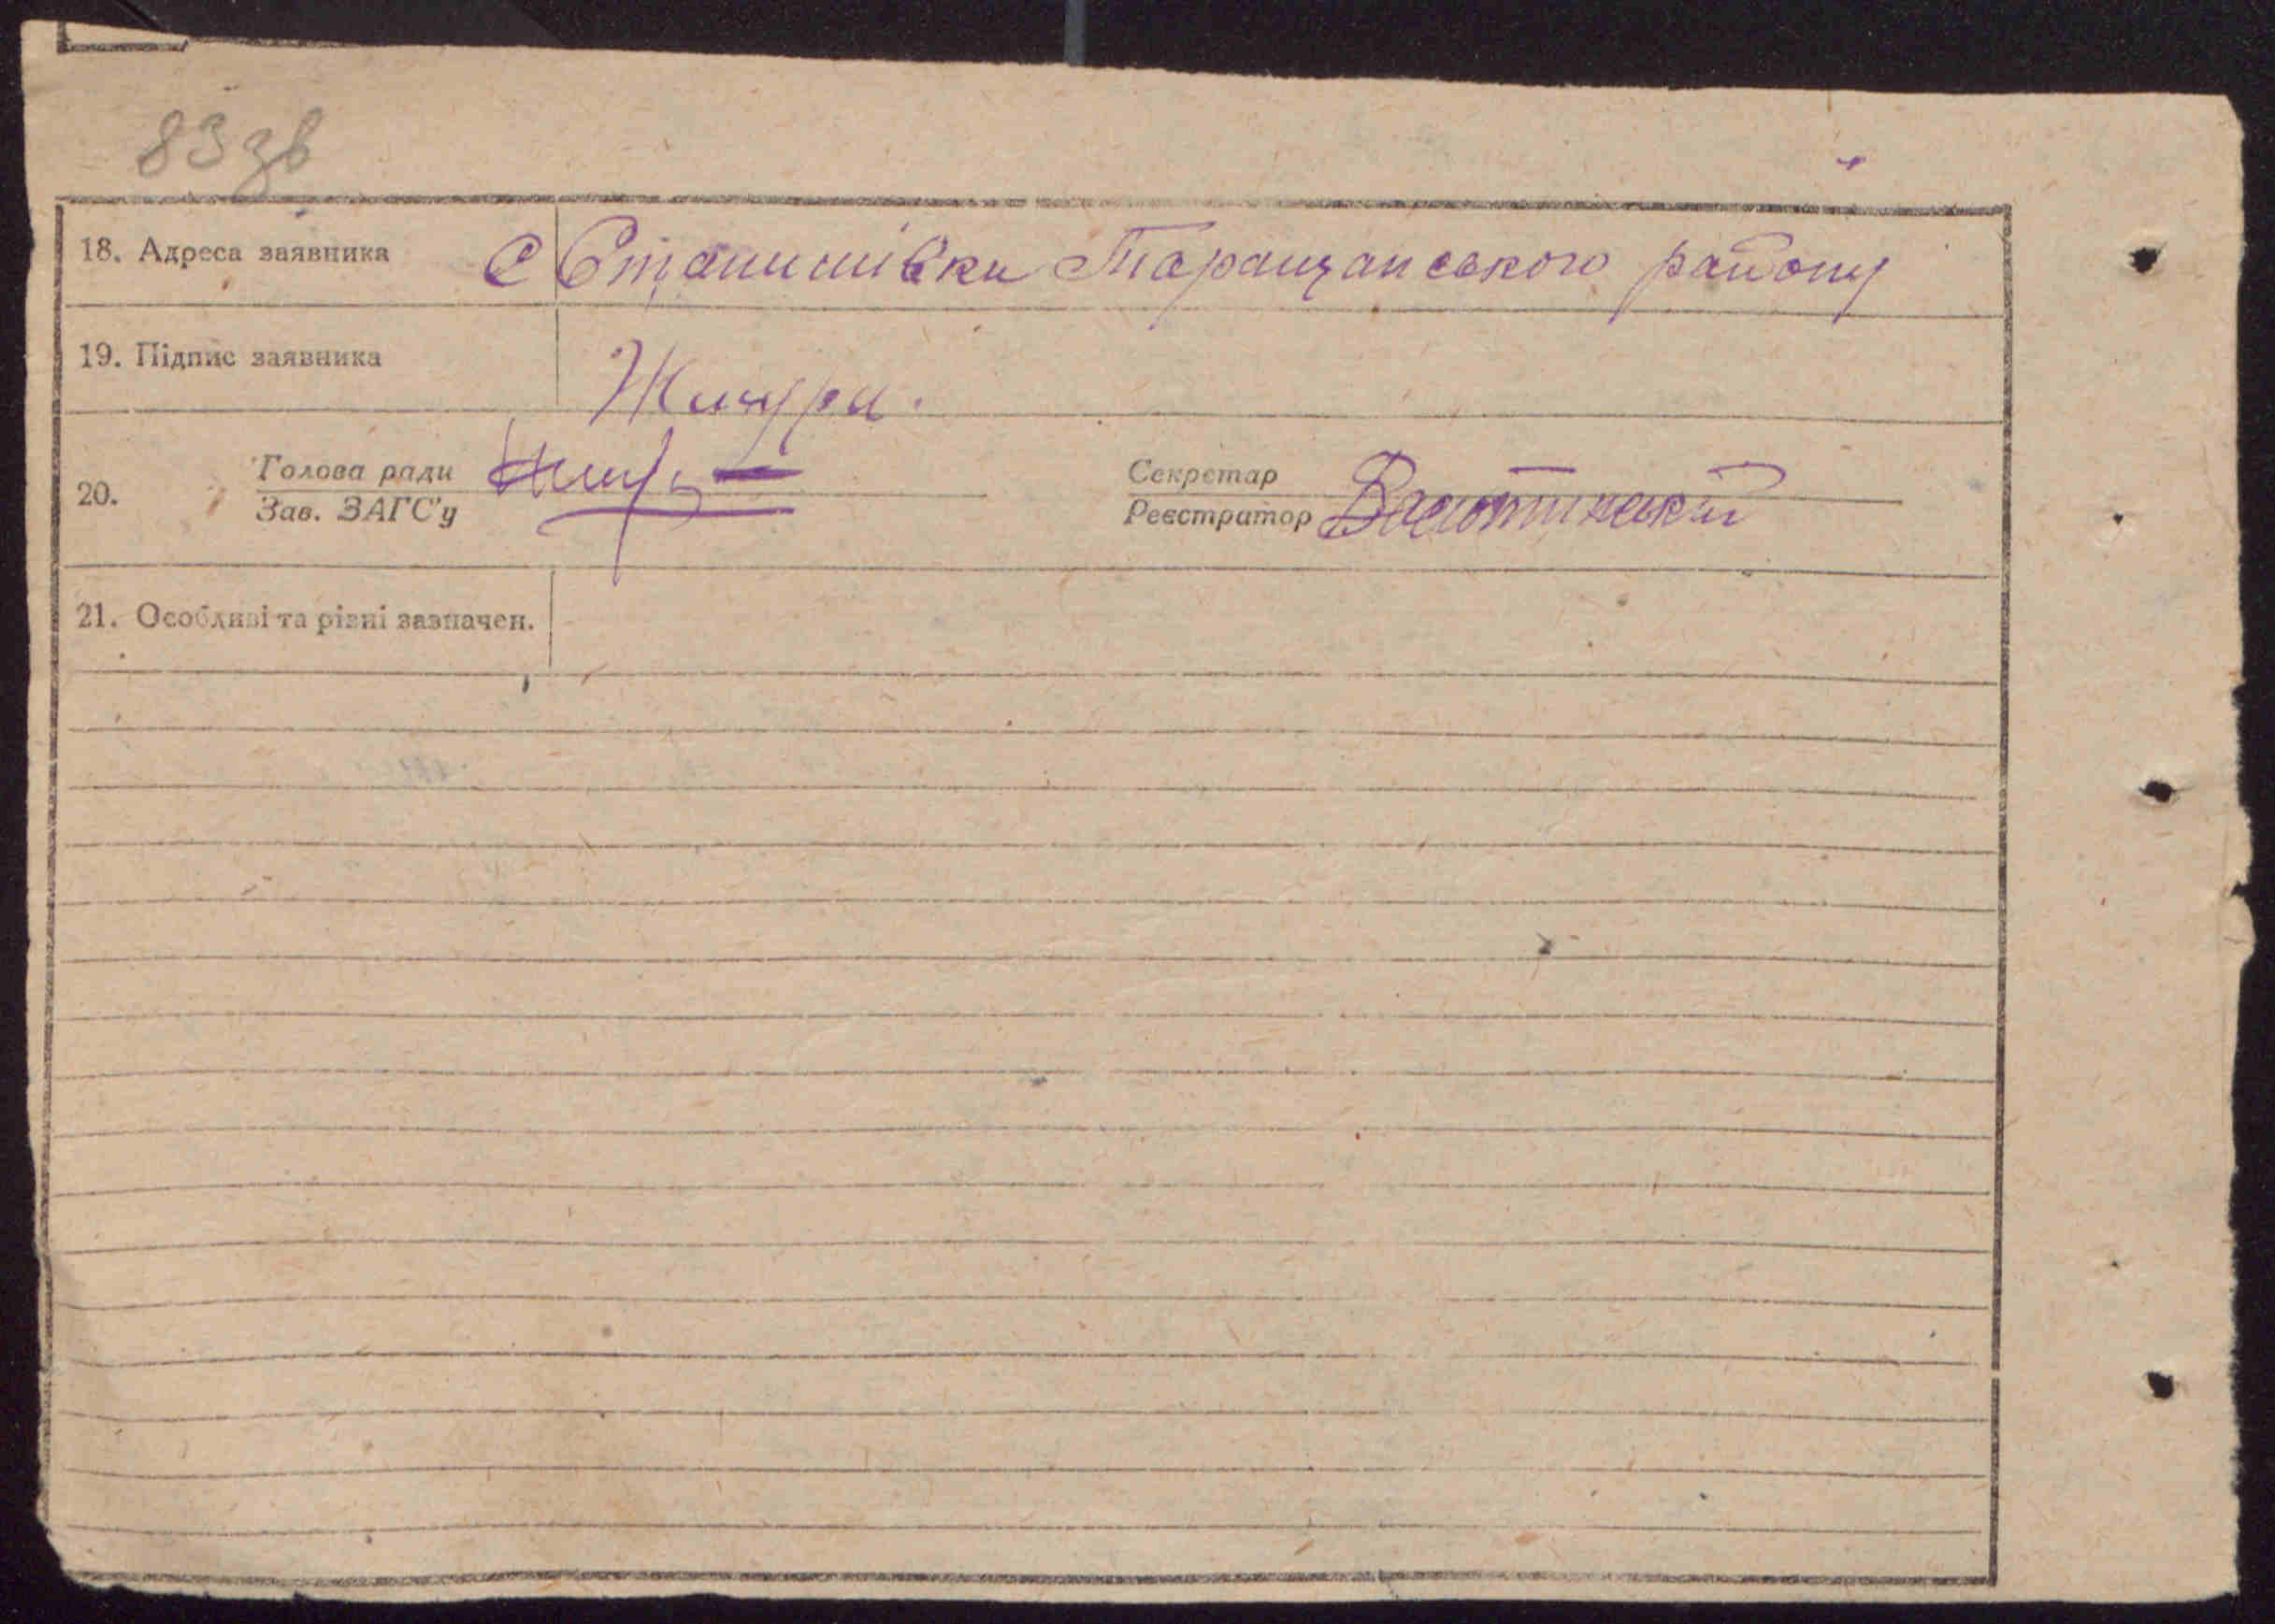 83зв
18. Адреса заявника С Станишівки Таращанського району
19. Підпис заявника Жмура.
20. Голова ради
Зав. ЗАГС'у
Секретар
Реєстратор
21. Особливі та різні зазначен.